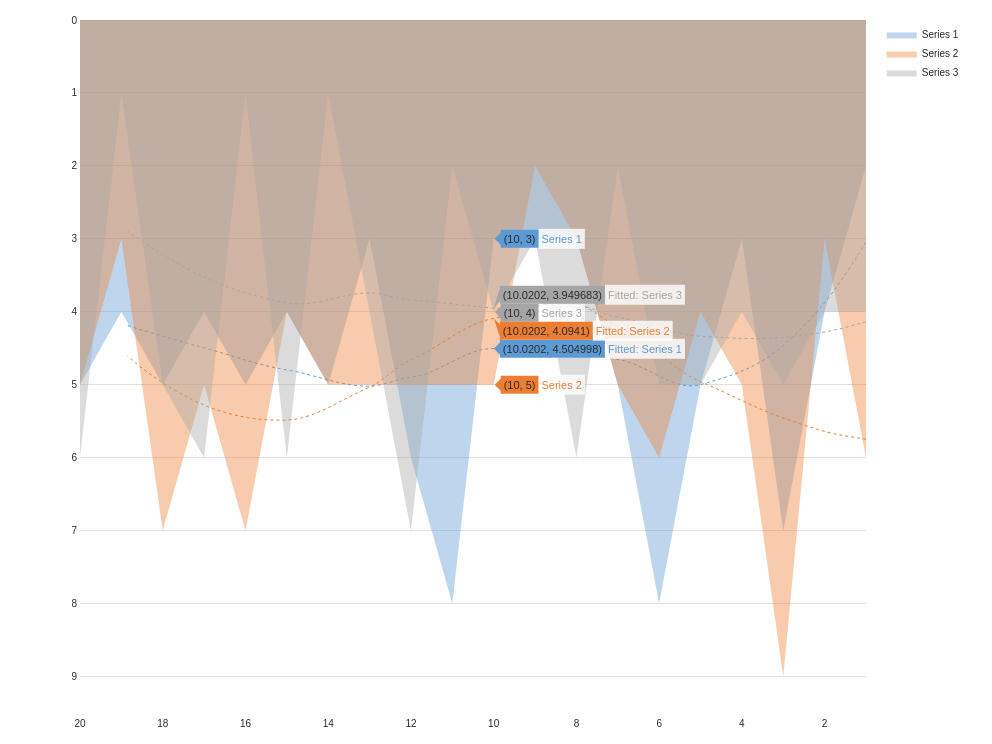 0
Series 1
Series 2
Series 3
1
2
3
(10, 3) Series 1
(10.0202, 3.949683) Fitted: Series 3
4
(10, 4) Series 3
(10.0202, 4.0941) Fitted: Series 2
(10.0202, 4.504998) Fitted: Series 1
5
(10, 5) Series 2
6
7
8
9
20 18 16 14 12 10 8 6 4 2